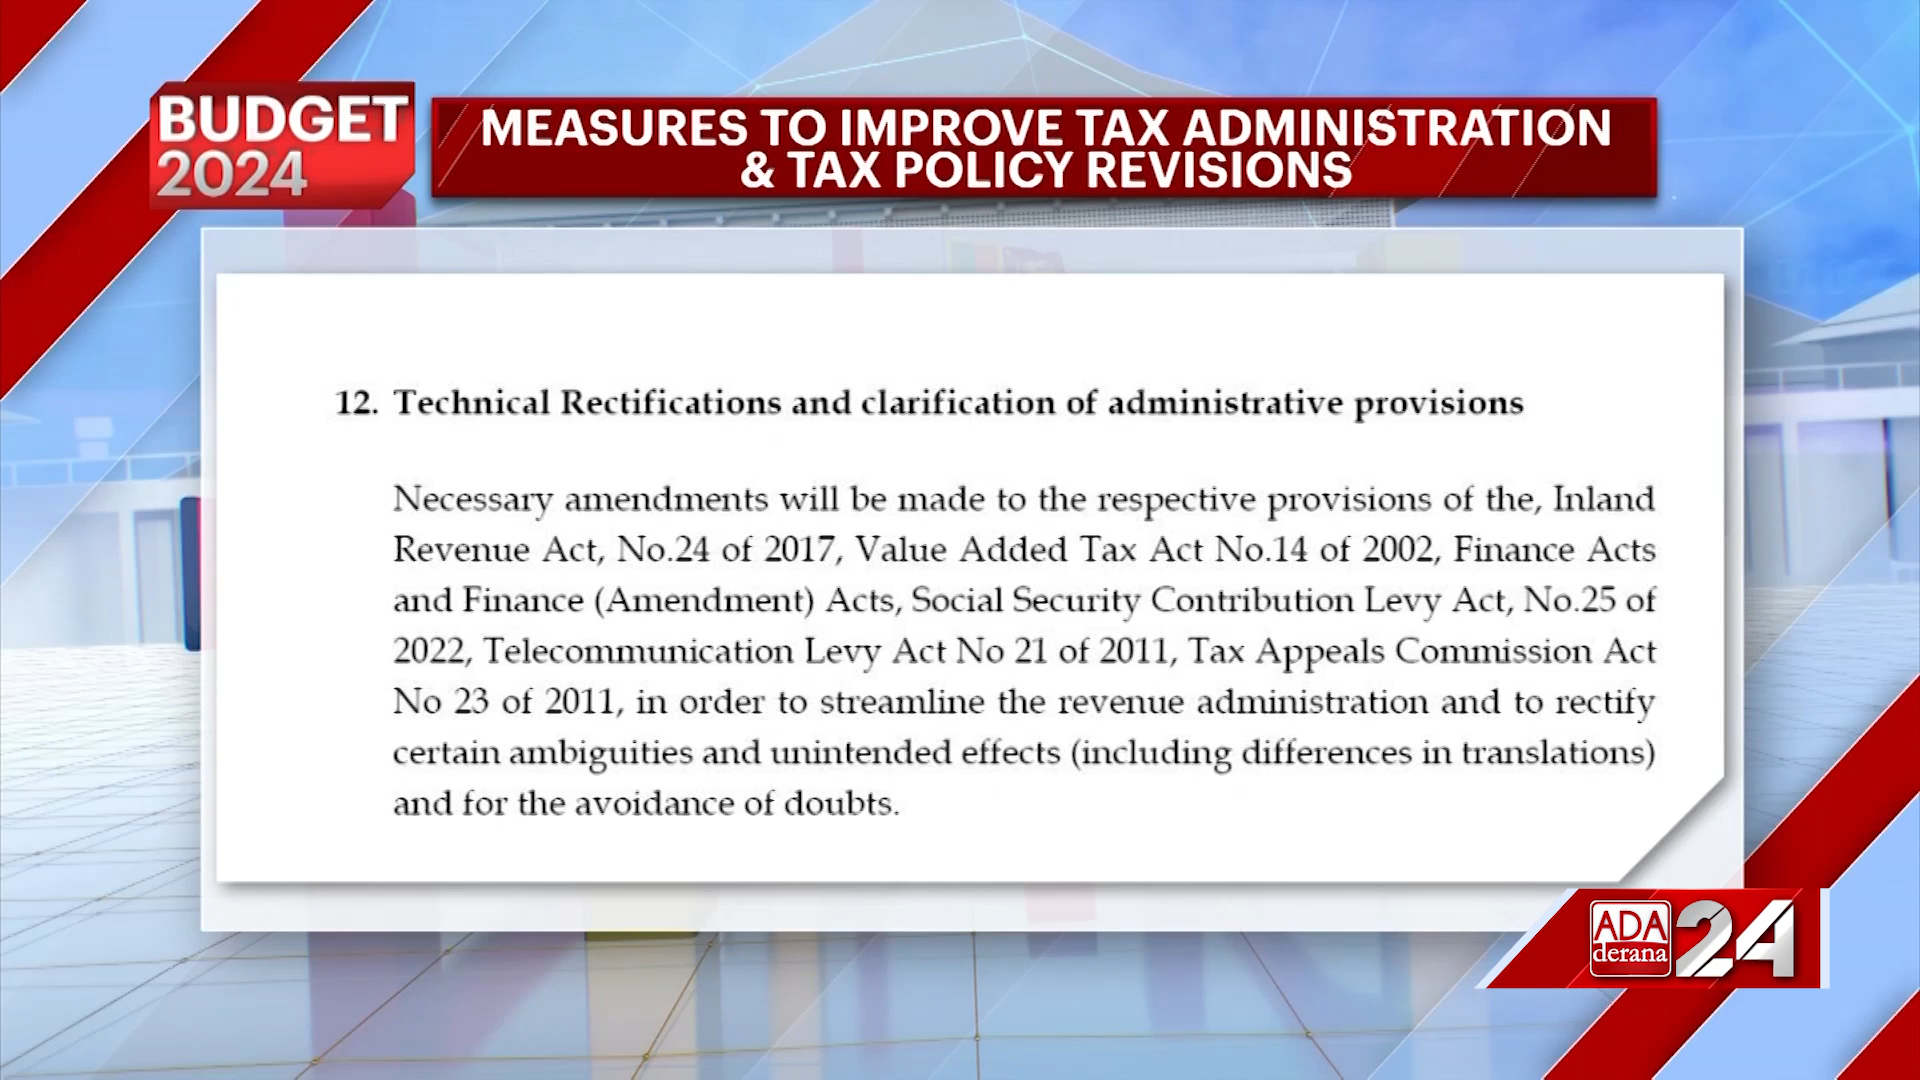 BUDGET
2024
MEASURES TO IMPROVE TAX ADMINISTRATION
& TAX POLICY REVISIONS
12. Technical Rectifications and clarification of administrative provisions
Necessary amendments will be made to the respective provisions of the, Inland
Revenue Act, No.24 of 2017, Value Added Tax Act No.14 of 2002, Finance Acts
and Finance (Amendment) Acts, Social Security Contribution Levy Act, No.25 of
2022, Telecommunication Levy Act No 21 of 2011, Tax Appeals Commission Act
No 23 of 2011, in order to streamline the revenue administration and to rectify
certain ambiguities and unintended effects (including differences in translations)
and for the avoidance of doubts.
ADA
derana
24